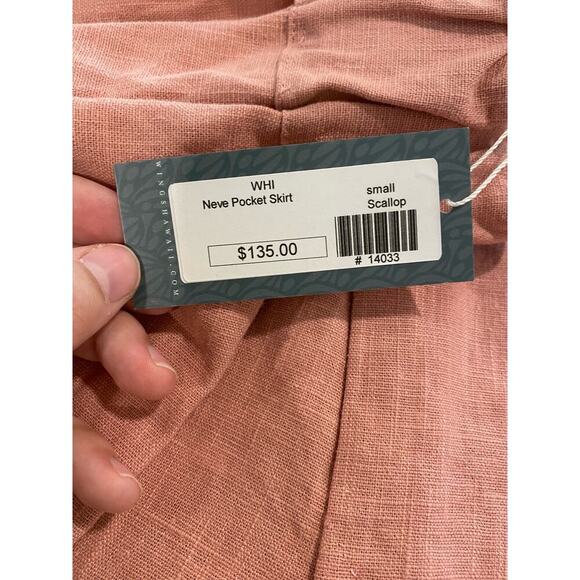 WINGSHAWAII.COM
WHI
Neve Pocket Skirt
$135.00
small
Scallop
# 14033